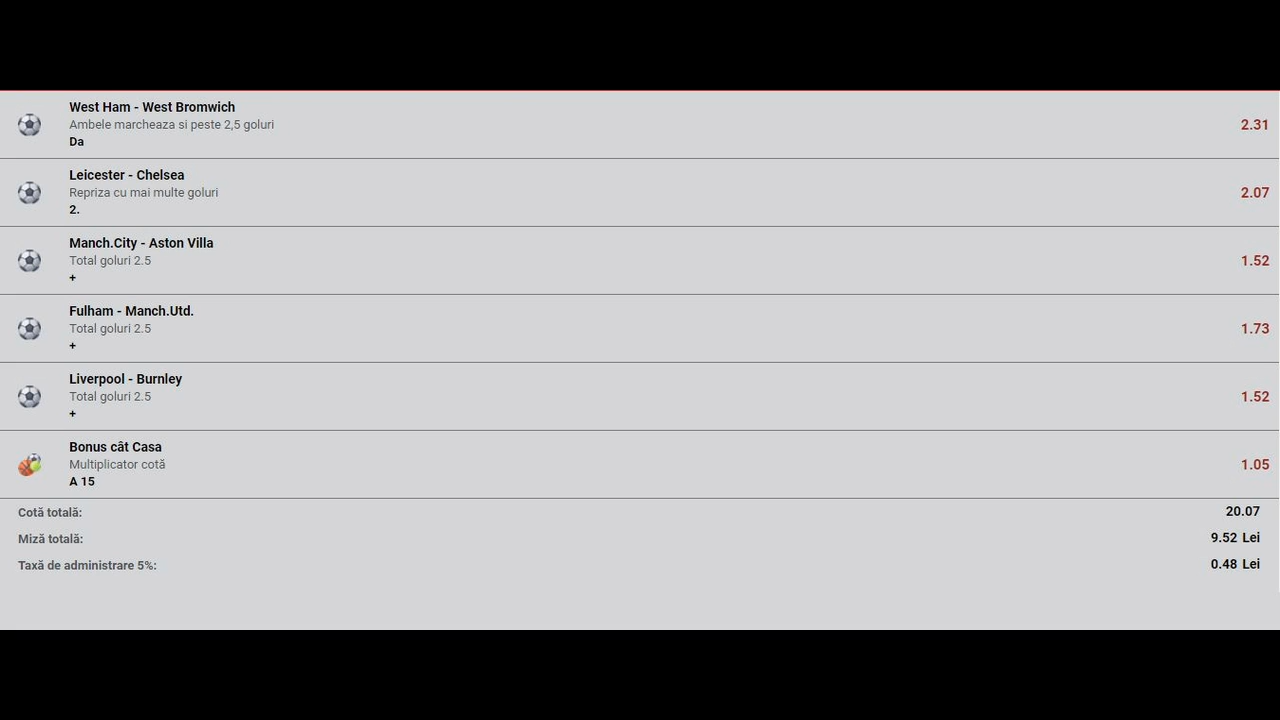 West Ham - West Bromwich
Ambele marcheaza si peste 2,5 goluri
Da
2.31
Leicester - Chelsea
Repriza cu mai multe goluri
2.
2.07
Manch.City - Aston Villa
Total goluri 2.5
+
1.52
Fulham - Manch.Utd.
Total goluri 2.5
+
1.73
Liverpool - Burnley
Total goluri 2.5
+
1.52
Bonus cât Casa
Multiplicator cotă
A 15
1.05
Cotă totală: 20.07
Miză totală: 9.52 Lei
Taxă de administrare 5%: 0.48 Lei